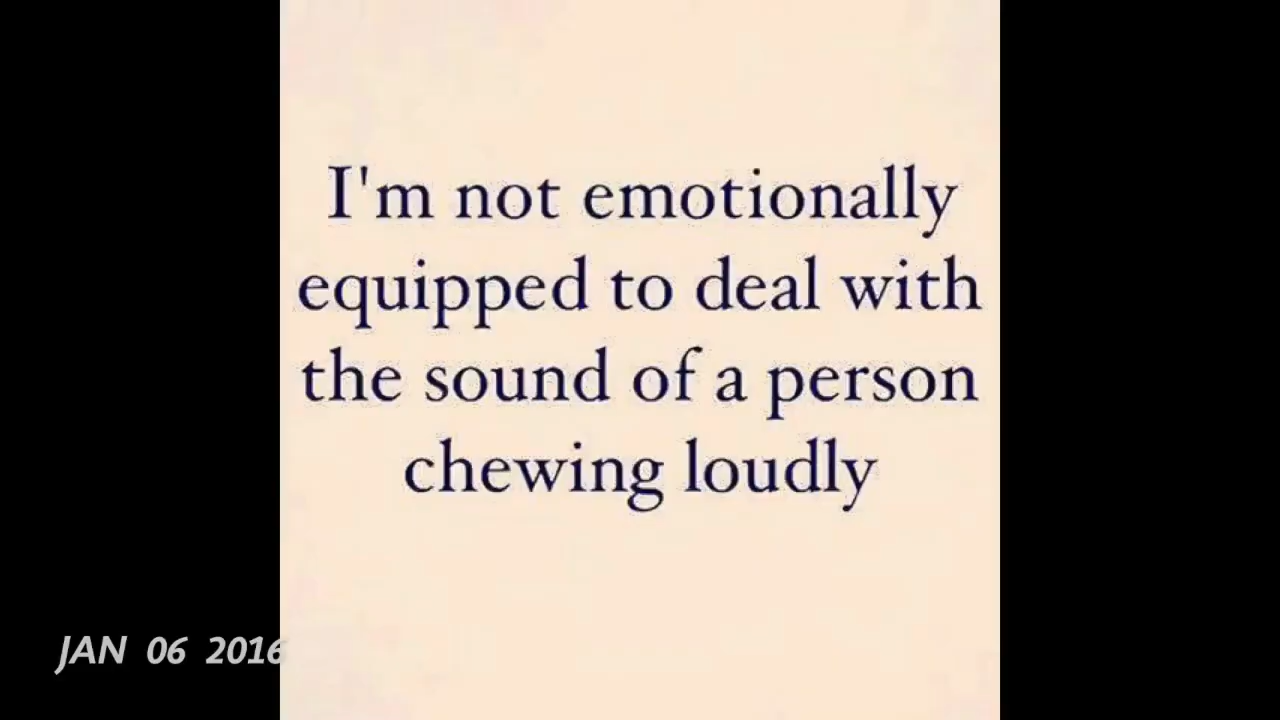 I'm not emotionally
equipped to deal with
the sound of a person
chewing loudly
JAN 06 2016